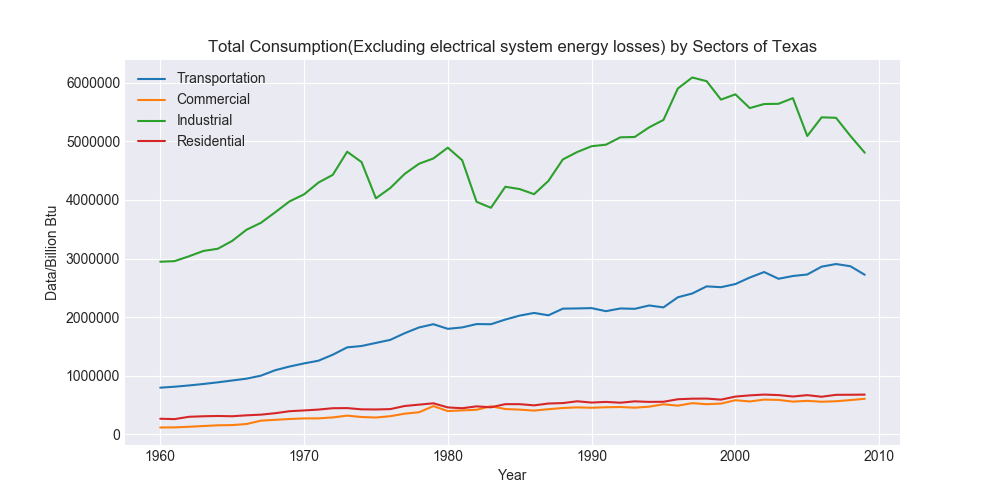 Total Consumption(Excluding electrical system energy losses) by Sectors of Texas
Transportation
Commercial
Industrial
Residential
6000000
5000000
4000000
3000000
2000000
1000000
0
Data/Billion Btu
1960 1970 1980 1990 2000 2010
Year